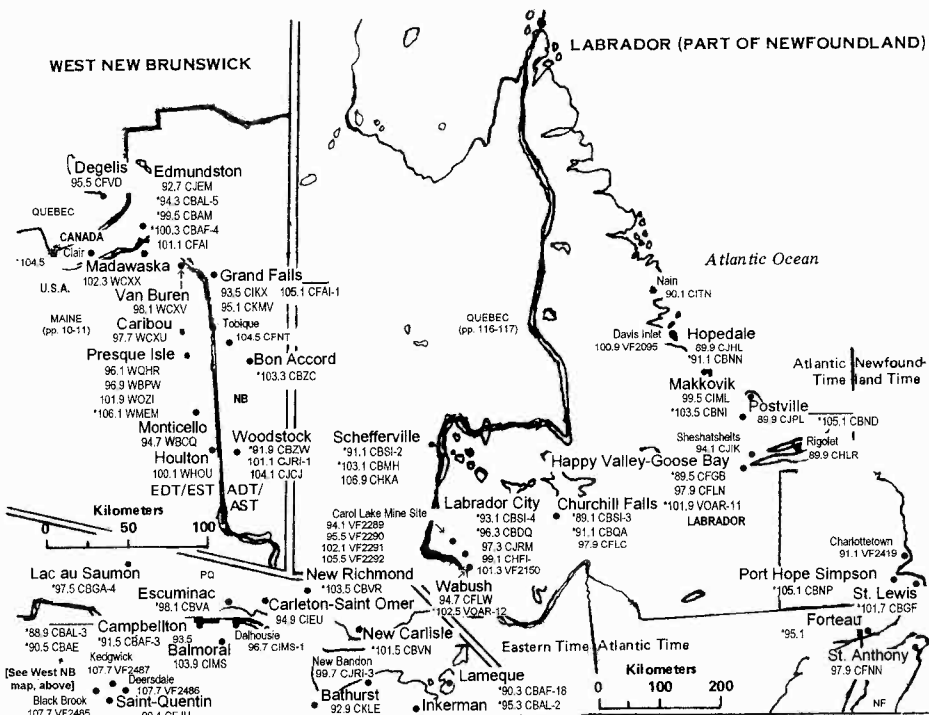 WEST NEW BRUNSWICK
Degelis
95.5 CFVD
Edmundston
92.7 CJEM
*94.3 CBAL-5
*99.5 CBAM
*100.3 CBAF-4
101.1 CFAI
QUEBEC
CANADA
Clair
*104.5
U.S.A.
Madawaska
102.3 WCXX
MAINE
(pp. 10-11)
Van Buren
98.1 WCXV
Grand Falls
93.5 CIKX 105.1 CFAI-1
95.1 CKMV
Caribou
97.7 WCXU
Tobique
104.5 CFNT
Presque Isle
96.1 WQHR
96.9 WBPW
101.9 WOZI
*106.1 WMEM
Bon Accord
*103.3 CBZC
NB
Monticello
94.7 WBCQ
Houlton
100.1 WHOU
Woodstock
*91.9 CBZW
101.1 CJRI-1
104.1 CJCJ
EDT/EST
ADT/
AST
Kilometers
0 50 100
LABRADOR (PART OF NEWFOUNDLAND)
Atlantic Ocean
QUEBEC
(pp. 116-117)
Nain
90.1 CITN
Davis Inlet
100.9 VF2095
Hopedale
89.9 CJHL
*91.1 CBNN
Makkovik
99.5 CIML
*103.5 CBNI
Atlantic
Time
Newfound-
land Time
Postville
89.9 CJPL
*105.1 CBND
Sheshatshelts
94.1 CJIK
Rigolet
89.9 CHLR
Happy Valley-Goose Bay
*89.5 CFGB
97.9 CFLN
*101.9 VOAR-11
LABRADOR
Schefferville
*91.1 CBSI-2
*103.1 CBMH
106.9 CHKA
Labrador City
*93.1 CBSI-4
*96.3 CBDQ
97.3 CJRM
99.1 CHFI-
101.3 VF2150
Carol Lake Mine Site
94.1 VF2289
95.5 VF2290
102.1 VF2291
105.5 VF2292
Churchill Falls
*89.1 CBSI-3
*91.1 CBQA
97.9 CFLC
Wabush
94.7 CFLW
*102.5 VOAR-12
Charlottetown
91.1 VF2419
Port Hope Simpson
*105.1 CBNP
St. Lewis
*101.7 CBGF
Forteau
*95.1
St. Anthony
97.9 CFNN
NF
Eastern Time
Atlantic Time
Kilometers
0 100 200
Lac au Saumon
*97.5 CBGA-4
PQ
Escuminac
*98.1 CBVA
New Richmond
*103.5 CBVR
Carleton-Saint Omer
94.9 CIEU
*88.9 CBAL-3
*90.5 CBAE
[See West NB
map, above]
Campbellton
*91.5 CBAF-3
93.5
Dalhousie
96.7 CIMS-1
Balmoral
103.9 CIMS
New Carlisle
*101.5 CBVN
Kedgwick
107.7 VF2487
Deersdale
107.7 VF2486
Black Brook
107.7 VF2485
Saint-Quentin
New Bandon
99.7 CJRI-3
Bathurst
92.9 CKLE
Lameque
*90.3 CBAF-18
*95.3 CBAL-2
Inkerman